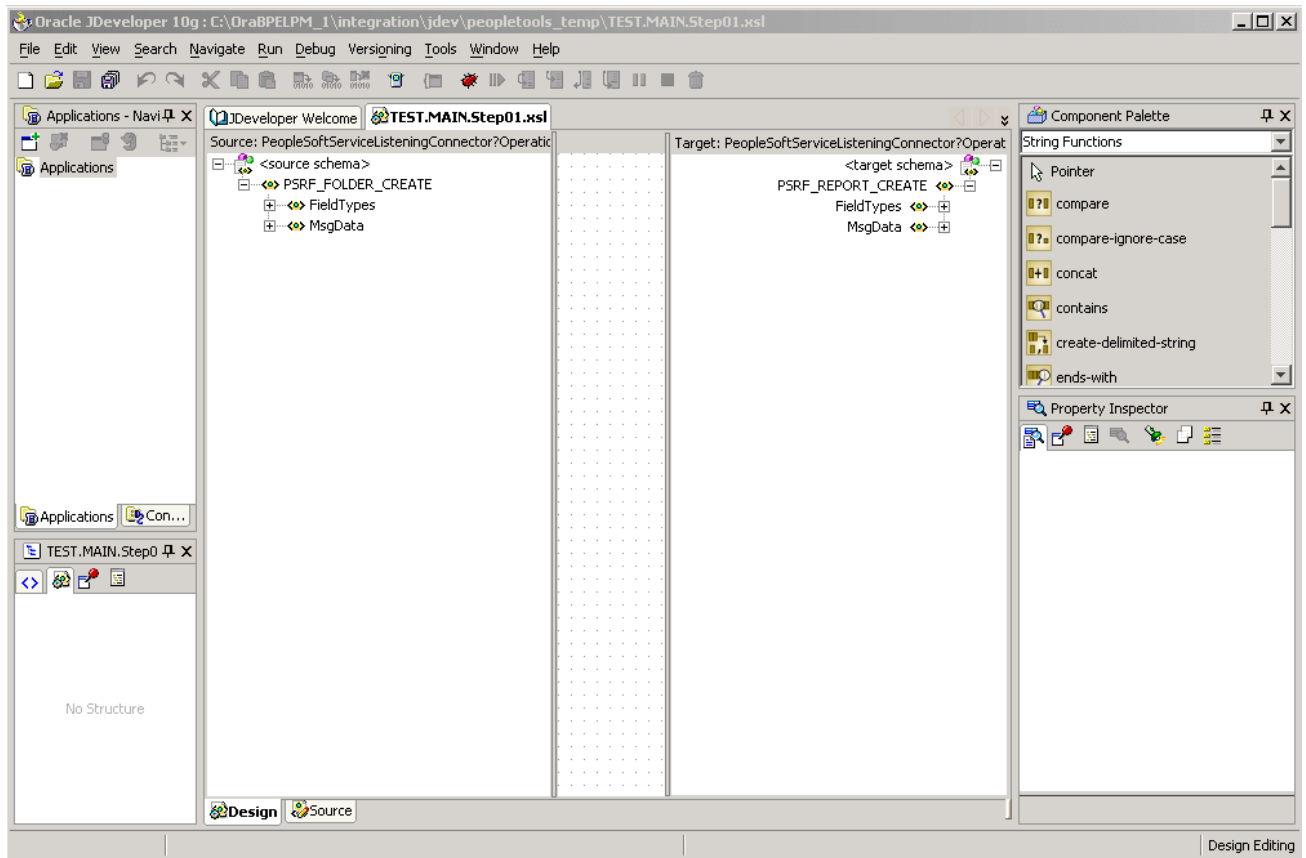 Oracle JDeveloper 10g : C:\OraBPELPM_1\integration\jdev\peopletools_temp\TEST.MAIN.Step01.xsl
File Edit View Search Navigate Run Debug Versioning Tools Window Help
Applications - Navi
Applications
Applications
Con...
TEST.MAIN.Step0
No Structure
JDeveloper Welcome
TEST.MAIN.Step01.xsl
Source: PeopleSoftServiceListeningConnector?Operatic
<source schema>
PSRF_FOLDER_CREATE
FieldTypes
MsgData
Target: PeopleSoftServiceListeningConnector?Operat
<target schema>
PSRF_REPORT_CREATE
FieldTypes
MsgData
Design
Source
Component Palette
String Functions
Pointer
compare
compare-ignore-case
concat
contains
create-delimited-string
ends-with
Property Inspector
Design Editing